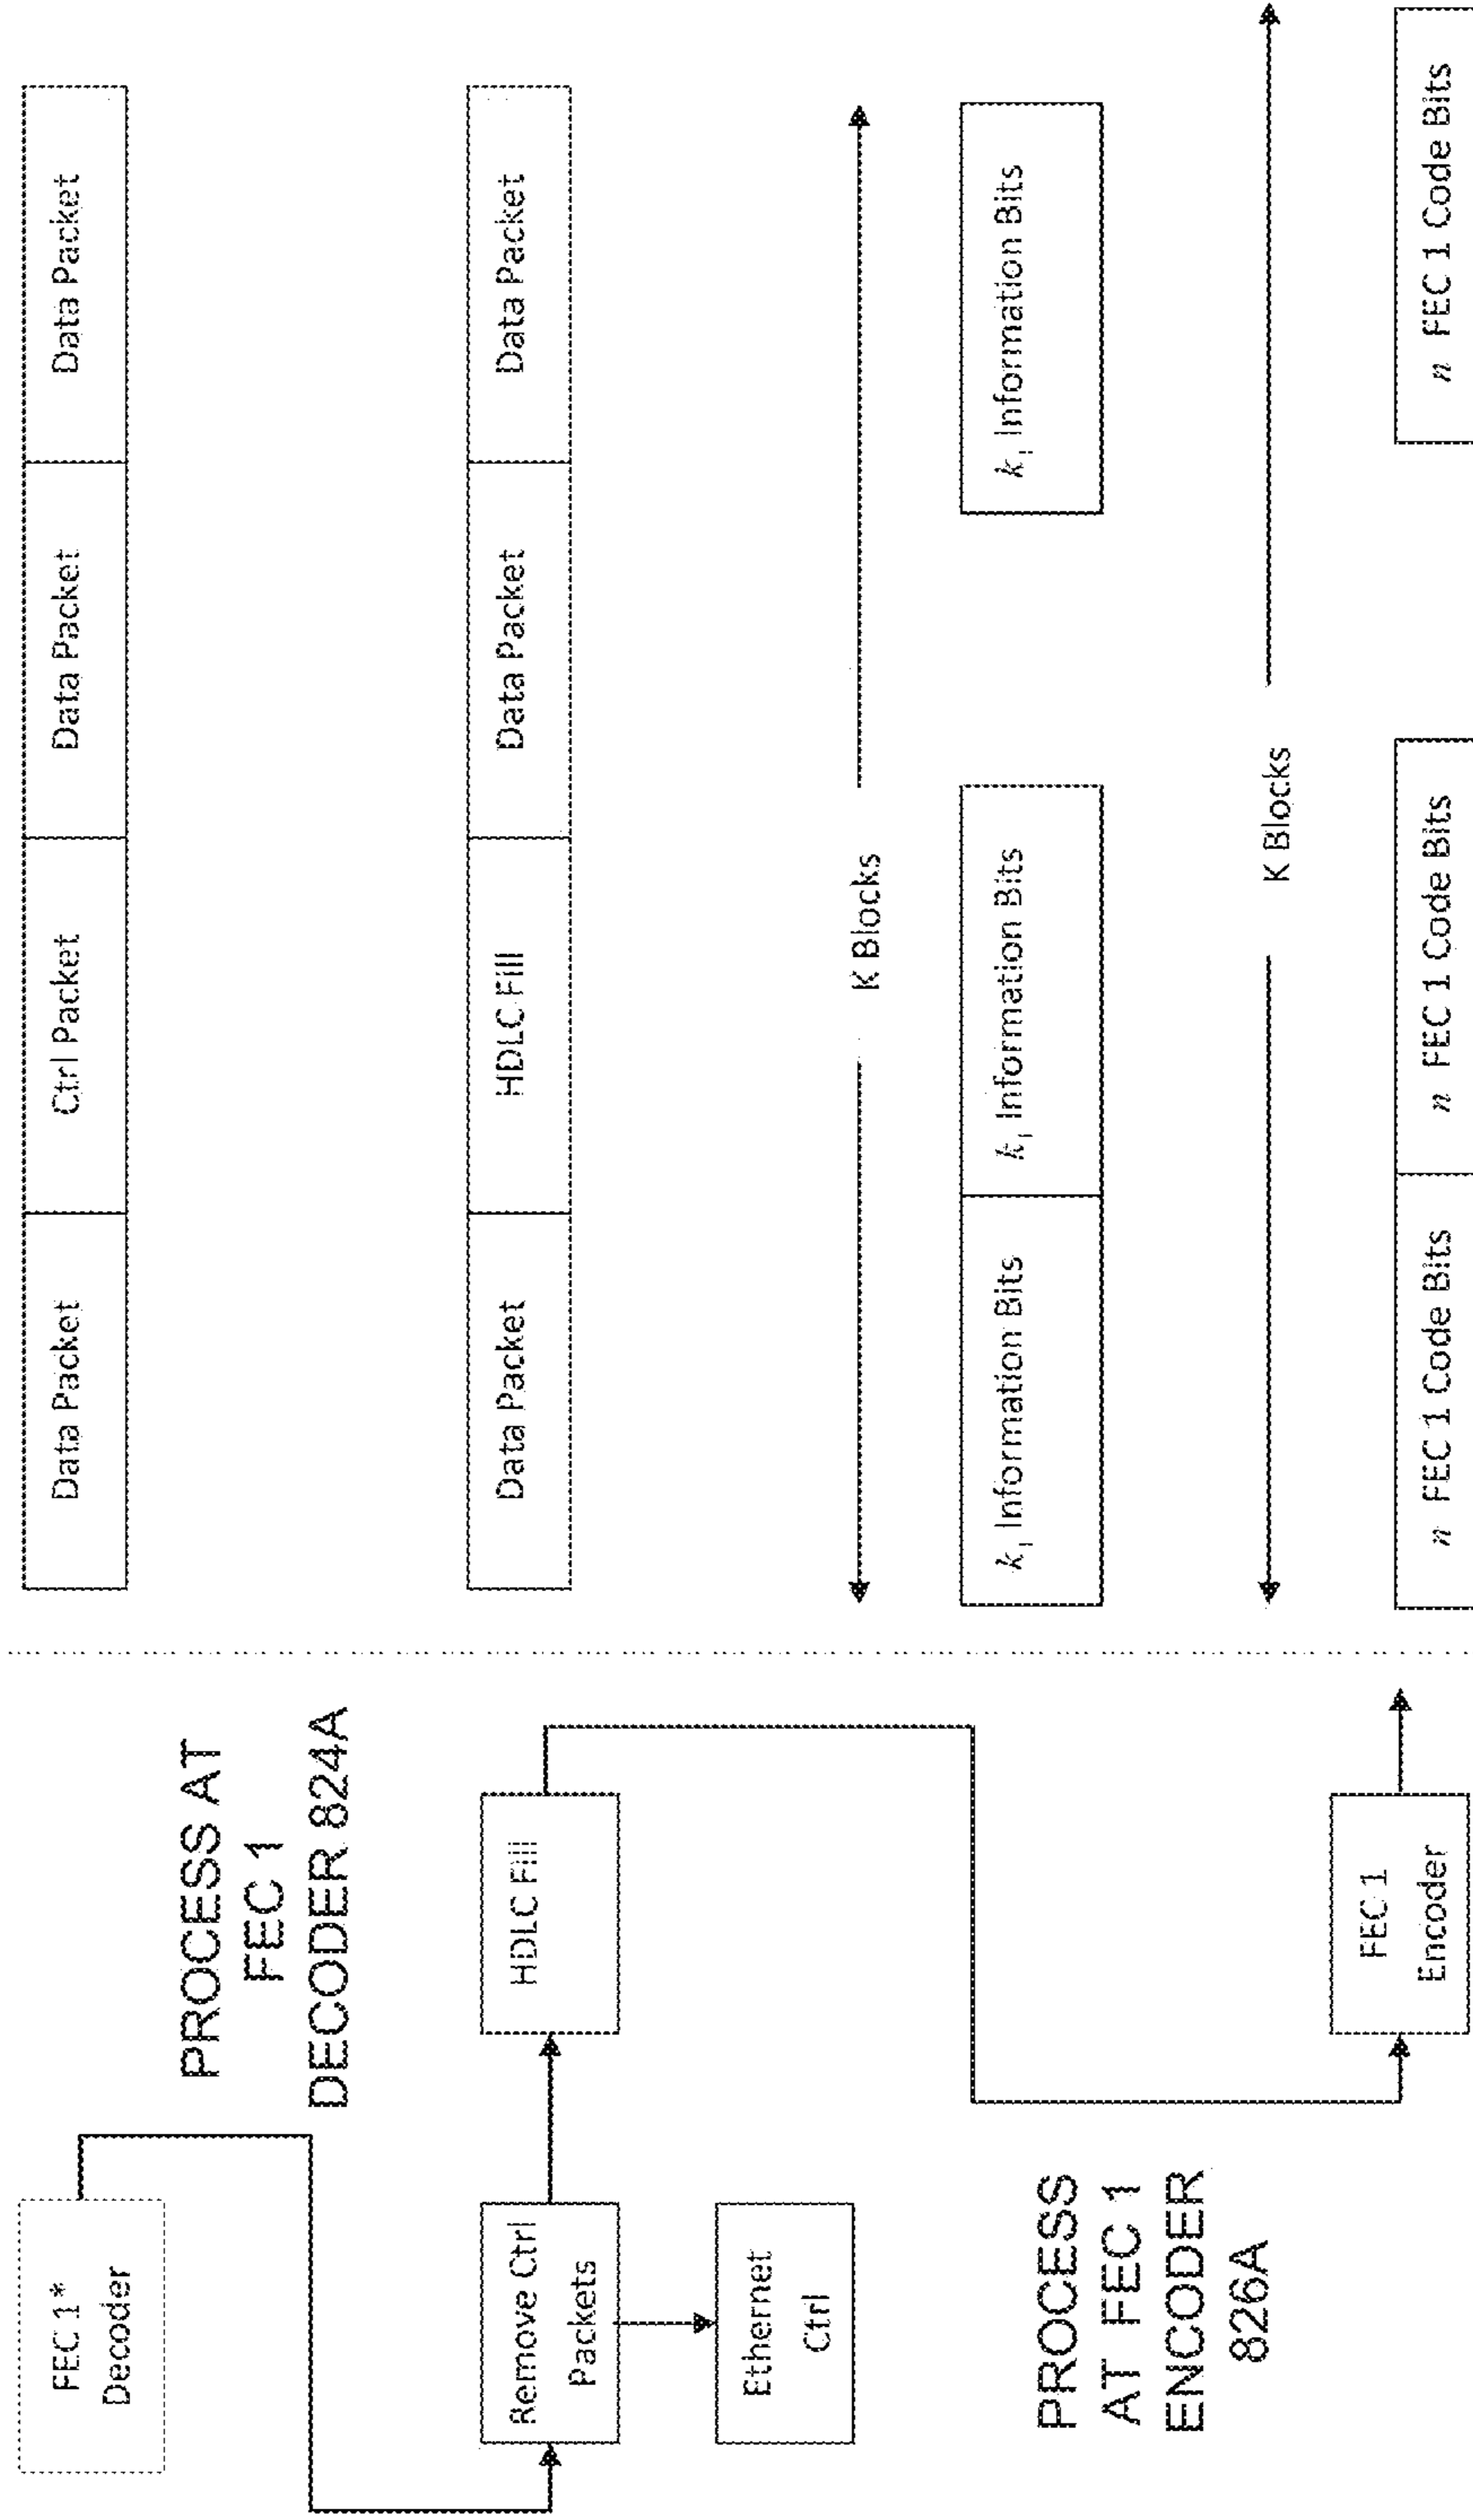 FEC 1*
Decoder
PROCESS AT
FEC 1
DECODER 824A
Data Packet
Ctrl Packet
Data Packet
Data Packet
Remove Ctrl
Packets
HDLC Fill
Data Packet
HDLC Fill
Data Packet
Data Packet
Ethernet
Ctrl
K Blocks
PROCESS
AT FEC 1
ENCODER
826A
k₁ Information Bits
k₁ Information Bits
k₁ Information Bits
K Blocks
FEC 1
Encoder
n FEC 1 Code Bits
n FEC 1 Code Bits
n FEC 1 Code Bits